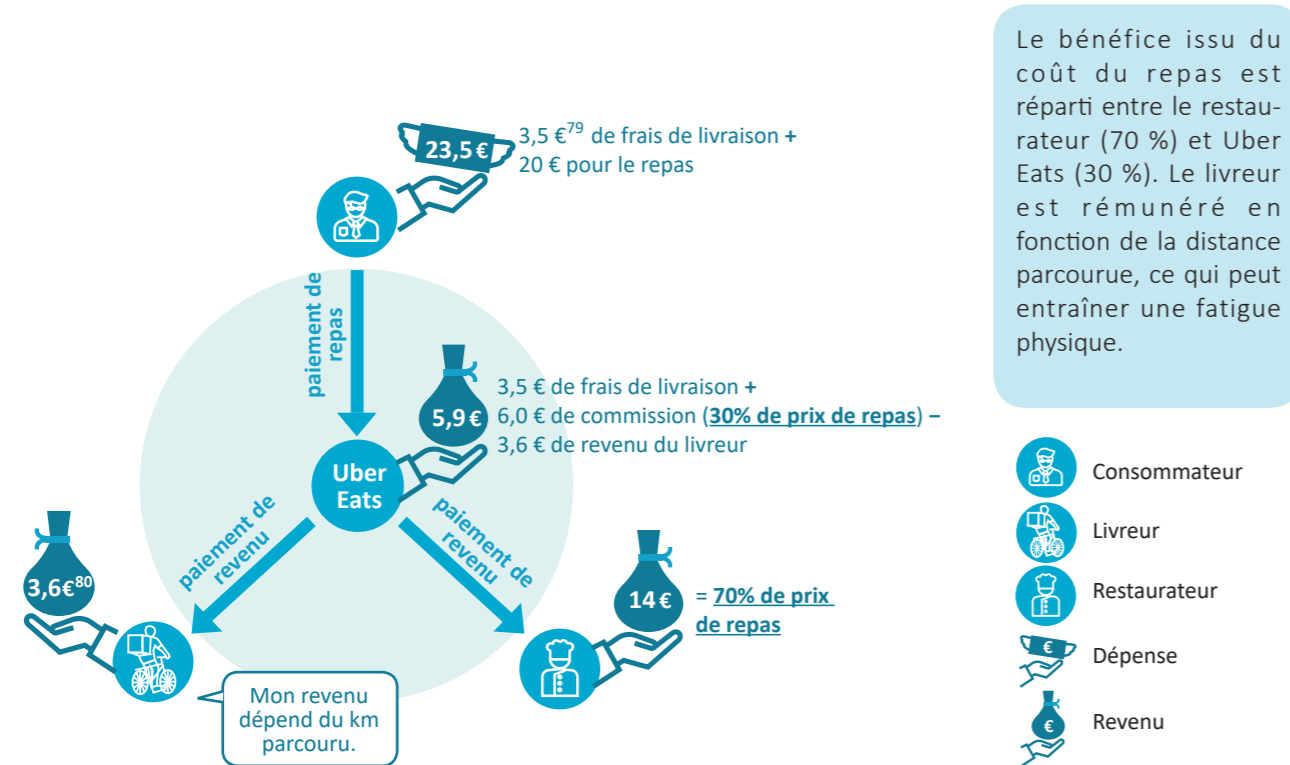 23,5 €
3,5 €79 de frais de livraison +
20 € pour le repas
paiement de
repas
5,9 €
3,5 € de frais de livraison +
6,0 € de commission (30% de prix de repas) –
3,6 € de revenu du livreur
Uber
Eats
paiement de
revenu
paiement de
revenu
3,6€80
14 €
= 70% de prix
de repas
Mon revenu
dépend du km
parcouru.
Le bénéfice issu du
coût du repas est
réparti entre le restau-
rateur (70 %) et Uber
Eats (30 %). Le livreur
est rémunéré en
fonction de la distance
parcourue, ce qui peut
entraîner une fatigue
physique.
Consommateur
Livreur
Restaurateur
€
Dépense
€
Revenu